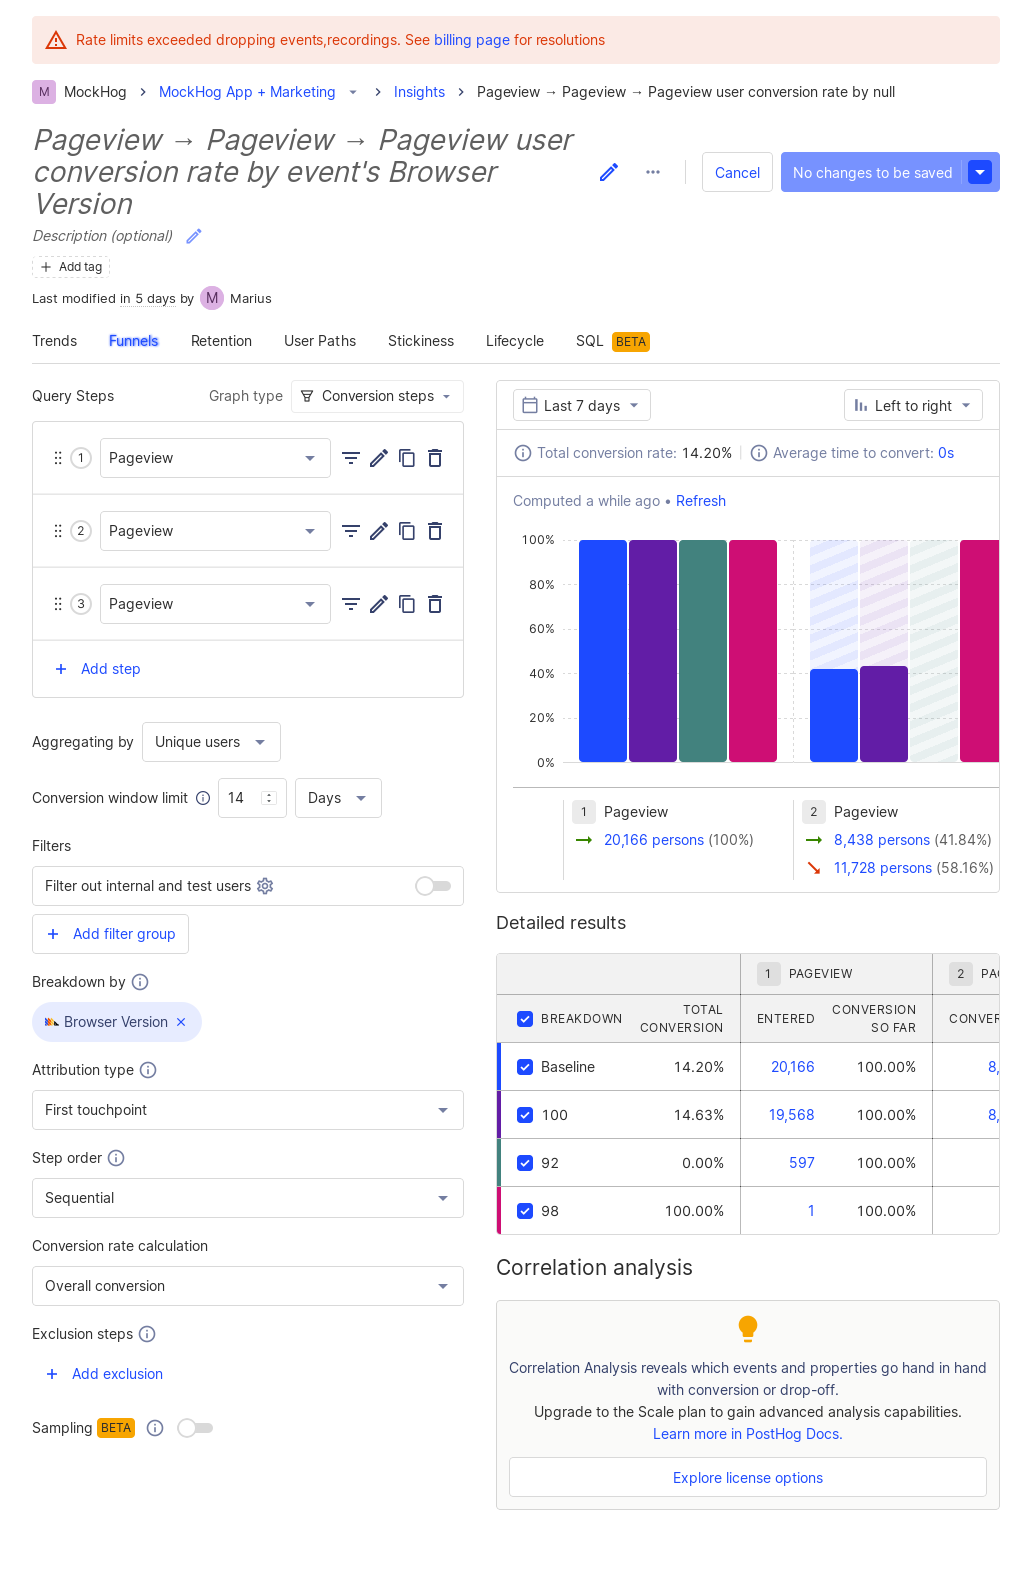 Rate limits exceeded dropping events,recordings. See billing page for resolutions
M MockHog MockHog App + Marketing Insights Pageview → Pageview → Pageview user conversion rate by null
Pageview → Pageview → Pageview user
conversion rate by event's Browser
Version
Cancel
No changes to be saved
Description (optional)
Add tag
Last modified in 5 days by M Marius
Trends Funnels Retention User Paths Stickiness Lifecycle SQL BETA
Query Steps Graph type Conversion steps
1 Pageview
2 Pageview
3 Pageview
Add step
Aggregating by Unique users
Conversion window limit 14 Days
Filters
Filter out internal and test users
Add filter group
Breakdown by
Browser Version
Attribution type
First touchpoint
Step order
Sequential
Conversion rate calculation
Overall conversion
Exclusion steps
Add exclusion
Sampling BETA
Last 7 days Left to right
Total conversion rate: 14.20% Average time to convert: 0s
Computed a while ago • Refresh
100%
80%
60%
40%
20%
0%
1 Pageview
20,166 persons (100%)
2 Pageview
8,438 persons (41.84%)
11,728 persons (58.16%)
Detailed results
1 PAGEVIEW 2
BREAKDOWN TOTAL CONVERSION ENTERED CONVERSION SO FAR
Baseline 14.20% 20,166 100.00% 8,
100 14.63% 19,568 100.00% 8,
92 0.00% 597 100.00%
98 100.00% 1 100.00%
Correlation analysis
Correlation Analysis reveals which events and properties go hand in hand
with conversion or drop-off.
Upgrade to the Scale plan to gain advanced analysis capabilities.
Learn more in PostHog Docs.
Explore license options